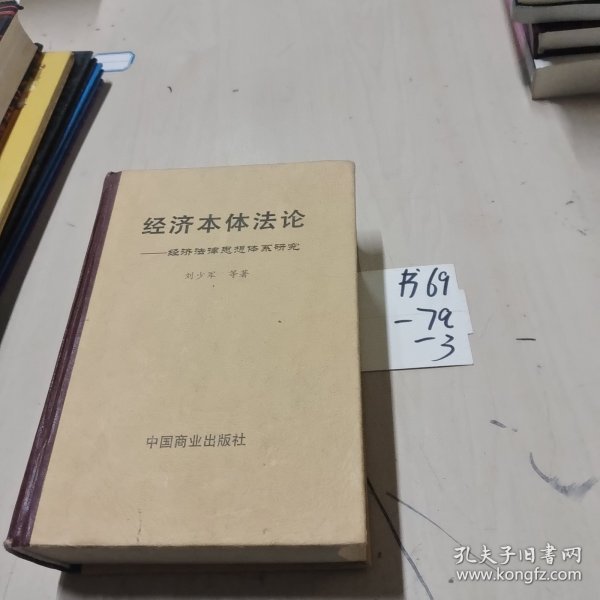 经济本体法论
——经济法律思想体系研究
刘少军 等著
中国商业出版社
书69
-79
-3
孔夫子旧书网
www.kongfz.com